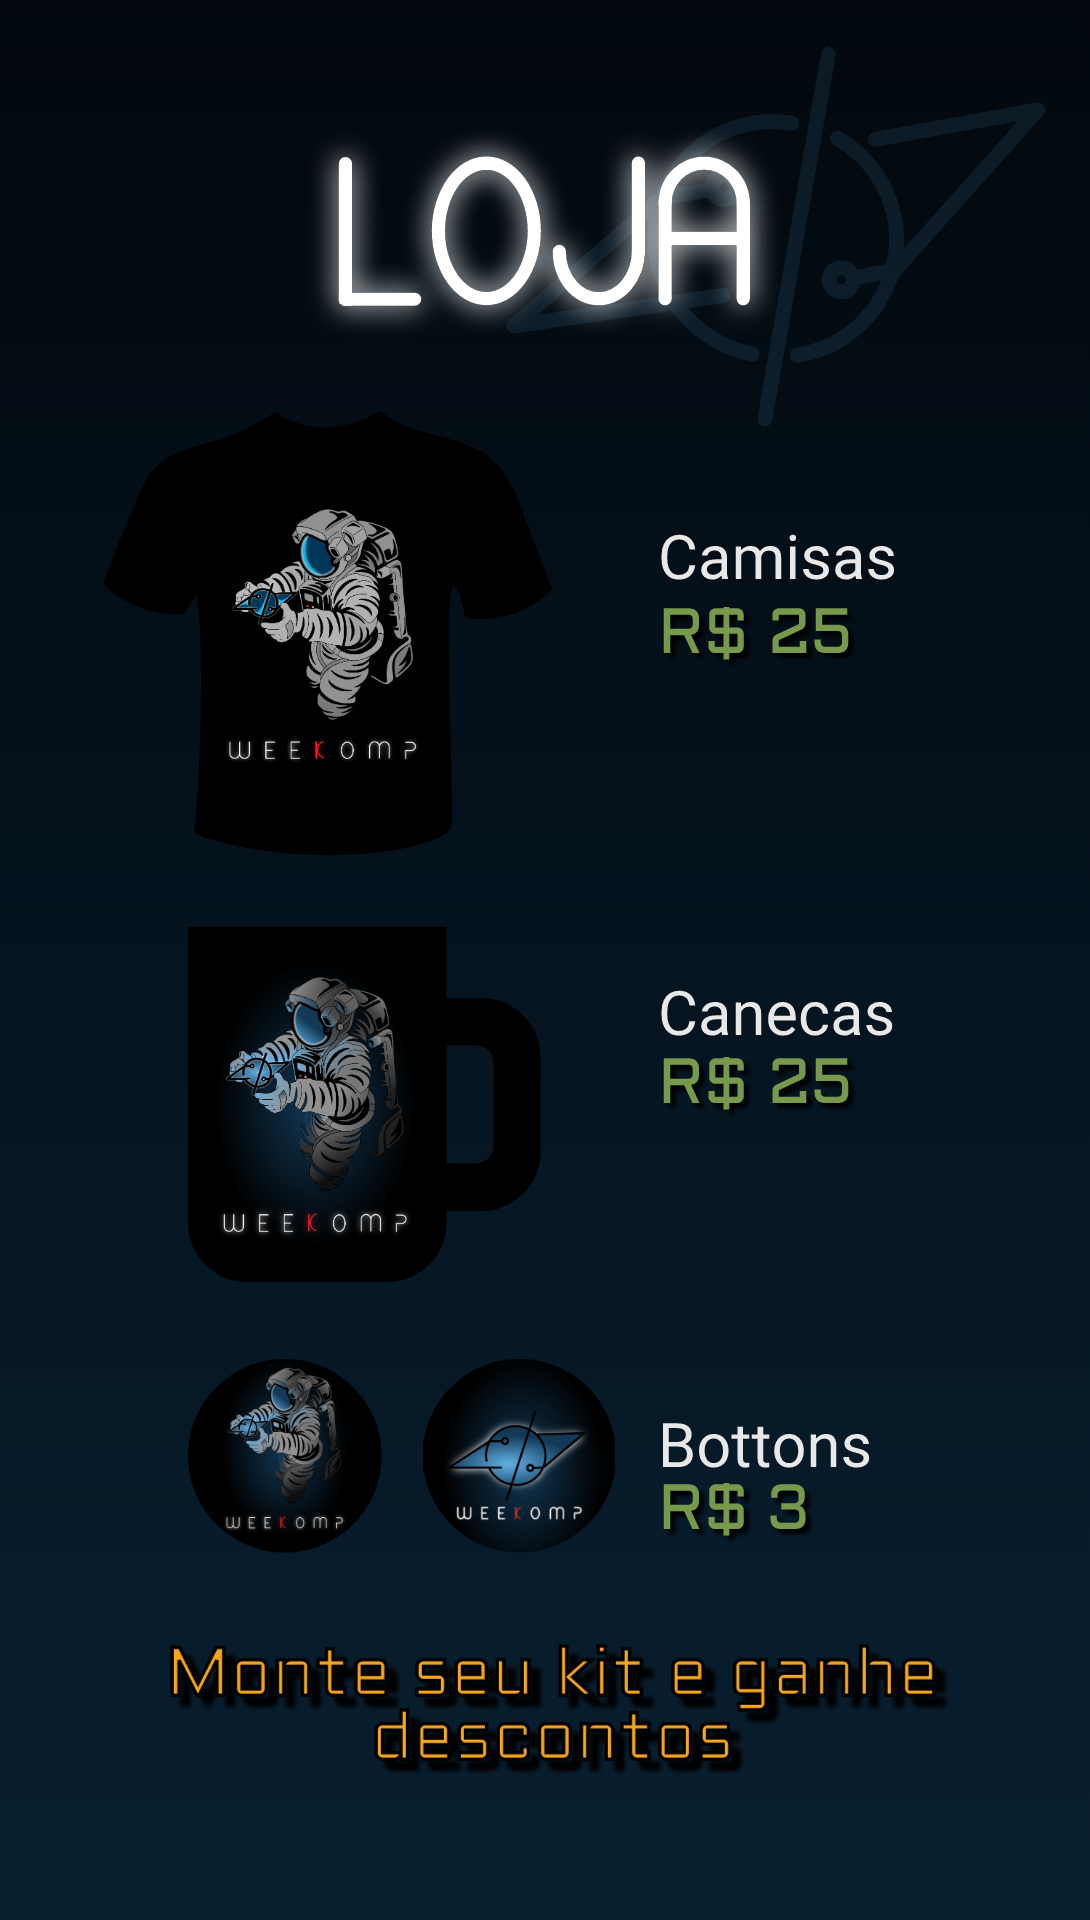 LOJA
Camisas
R$ 25
WEEKOMP
Canecas
R$ 25
WEEKOMP
Bottons
R$ 3
WEEKOMP
WEEKOMP
Monte seu kit e ganhe
descontos